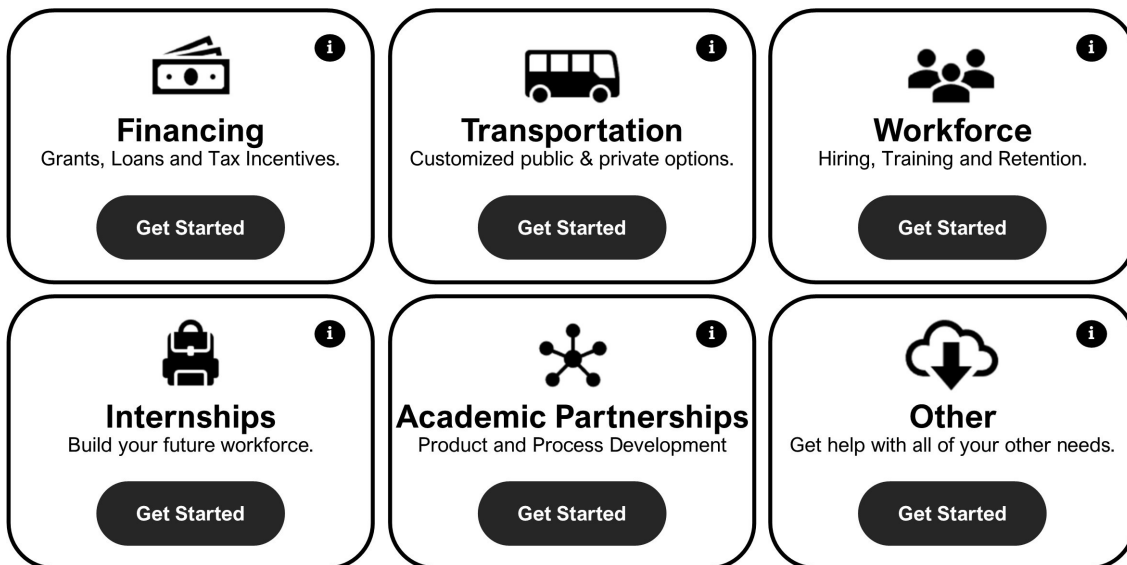 i
Financing
Grants, Loans and Tax Incentives.
Get Started
i
Transportation
Customized public & private options.
Get Started
i
Workforce
Hiring, Training and Retention.
Get Started
i
Internships
Build your future workforce.
Get Started
i
Academic Partnerships
Product and Process Development
Get Started
i
Other
Get help with all of your other needs.
Get Started